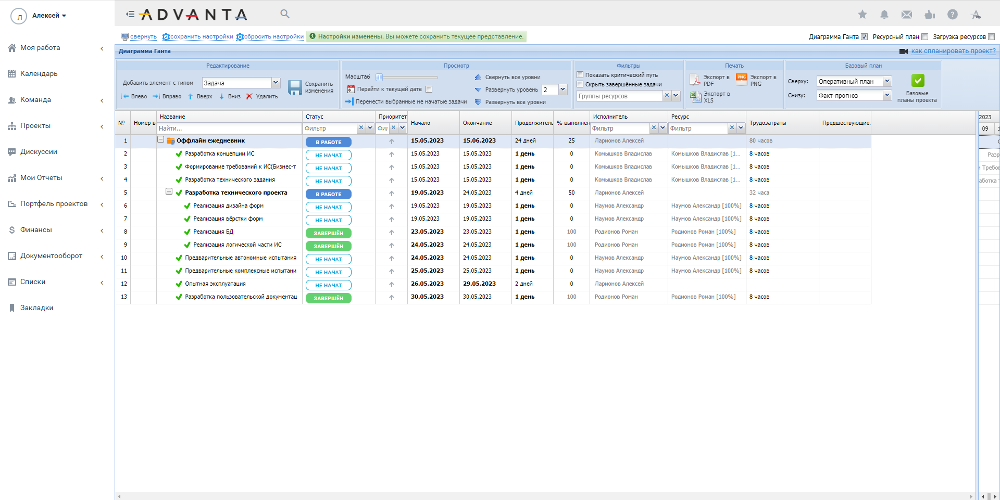 Л Алексей
ADVANTA
Моя работа
Календарь
Команда
Проекты
Дискуссии
Мои Отчеты
Портфель проектов
Финансы
Документооборот
Списки
Закладки
свернуть сохранить настройки сбросить настройки Настройки изменены. Вы можете сохранить текущее представление. Диаграмма Ганта Ресурсный план Загрузка ресурсов
Диаграмма Ганта как спланировать проект?
Редактирование
Добавить элемент с типом Задача
Влево Вправо Вверх Вниз Удалить
Сохранить
изменения
Просмотр
Масштаб
Перейти к текущей дате
Перенести выбранные не начатые задачи
Свернуть все уровни
Развернуть уровень 2
Развернуть все уровни
Фильтры
Показать критический путь
Скрыть завершённые задачи
Группы ресурсов
Печать
Экспорт в
PDF
PNG
Экспорт в
PNG
Экспорт в
XLS
Базовый план
Сверху: Оперативный план
Снизу: Факт-прогноз
Базовые
планы проекта
№ Номер в Название Статус Приоритет Начало Окончание Продолжитель % выполнен Исполнитель Ресурс Трудозатраты Предшествующие. 2023
Найти... Фильтр Фил Фильтр Фильтр 09 1
1 Оффлайн ежедневник В РАБОТЕ 15.05.2023 15.06.2023 24 дней 25 Ларионов Алексей 80 часов
2 Разработка концепции ИС НЕ НАЧАТ 15.05.2023 15.05.2023 1 день 0 Комышков Владислав Комышков Владислав [1... 8 часов Разр
3 Формирование требований к ИС(Бизнес-т НЕ НАЧАТ 15.05.2023 15.05.2023 1 день 0 Комышков Владислав Комышков Владислав [1... 8 часов и Требов
4 Разработка технического задания НЕ НАЧАТ 15.05.2023 15.05.2023 1 день 0 Комышков Владислав Комышков Владислав [1... 8 часов аботка т
5 Разработка технического проекта В РАБОТЕ 19.05.2023 24.05.2023 4 дней 50 Ларионов Алексей 32 часа
6 Реализация дизайна форм НЕ НАЧАТ 19.05.2023 19.05.2023 1 день 0 Наумов Александр Наумов Александр [100%] 8 часов
7 Реализация вёрстки форм НЕ НАЧАТ 19.05.2023 19.05.2023 1 день 0 Наумов Александр Наумов Александр [100%] 8 часов
8 Реализация БД ЗАВЕРШЁН 23.05.2023 23.05.2023 1 день 100 Родионов Роман Родионов Роман [100%] 8 часов
9 Реализация логической части ИС ЗАВЕРШЁН 24.05.2023 24.05.2023 1 день 100 Родионов Роман Родионов Роман [100%] 8 часов
10 Предварительные автономные испытания НЕ НАЧАТ 24.05.2023 24.05.2023 1 день 0 Наумов Александр Наумов Александр [100%] 8 часов
11 Предварительные комплексные испытани НЕ НАЧАТ 25.05.2023 25.05.2023 1 день 0 Наумов Александр Наумов Александр [100%] 8 часов
12 Опытная эксплуатация НЕ НАЧАТ 26.05.2023 29.05.2023 2 дней 0 Ларионов Алексей
13 Разработка пользовательской документац ЗАВЕРШЁН 30.05.2023 30.05.2023 1 день 100 Родионов Роман Родионов Роман [100%] 8 часов